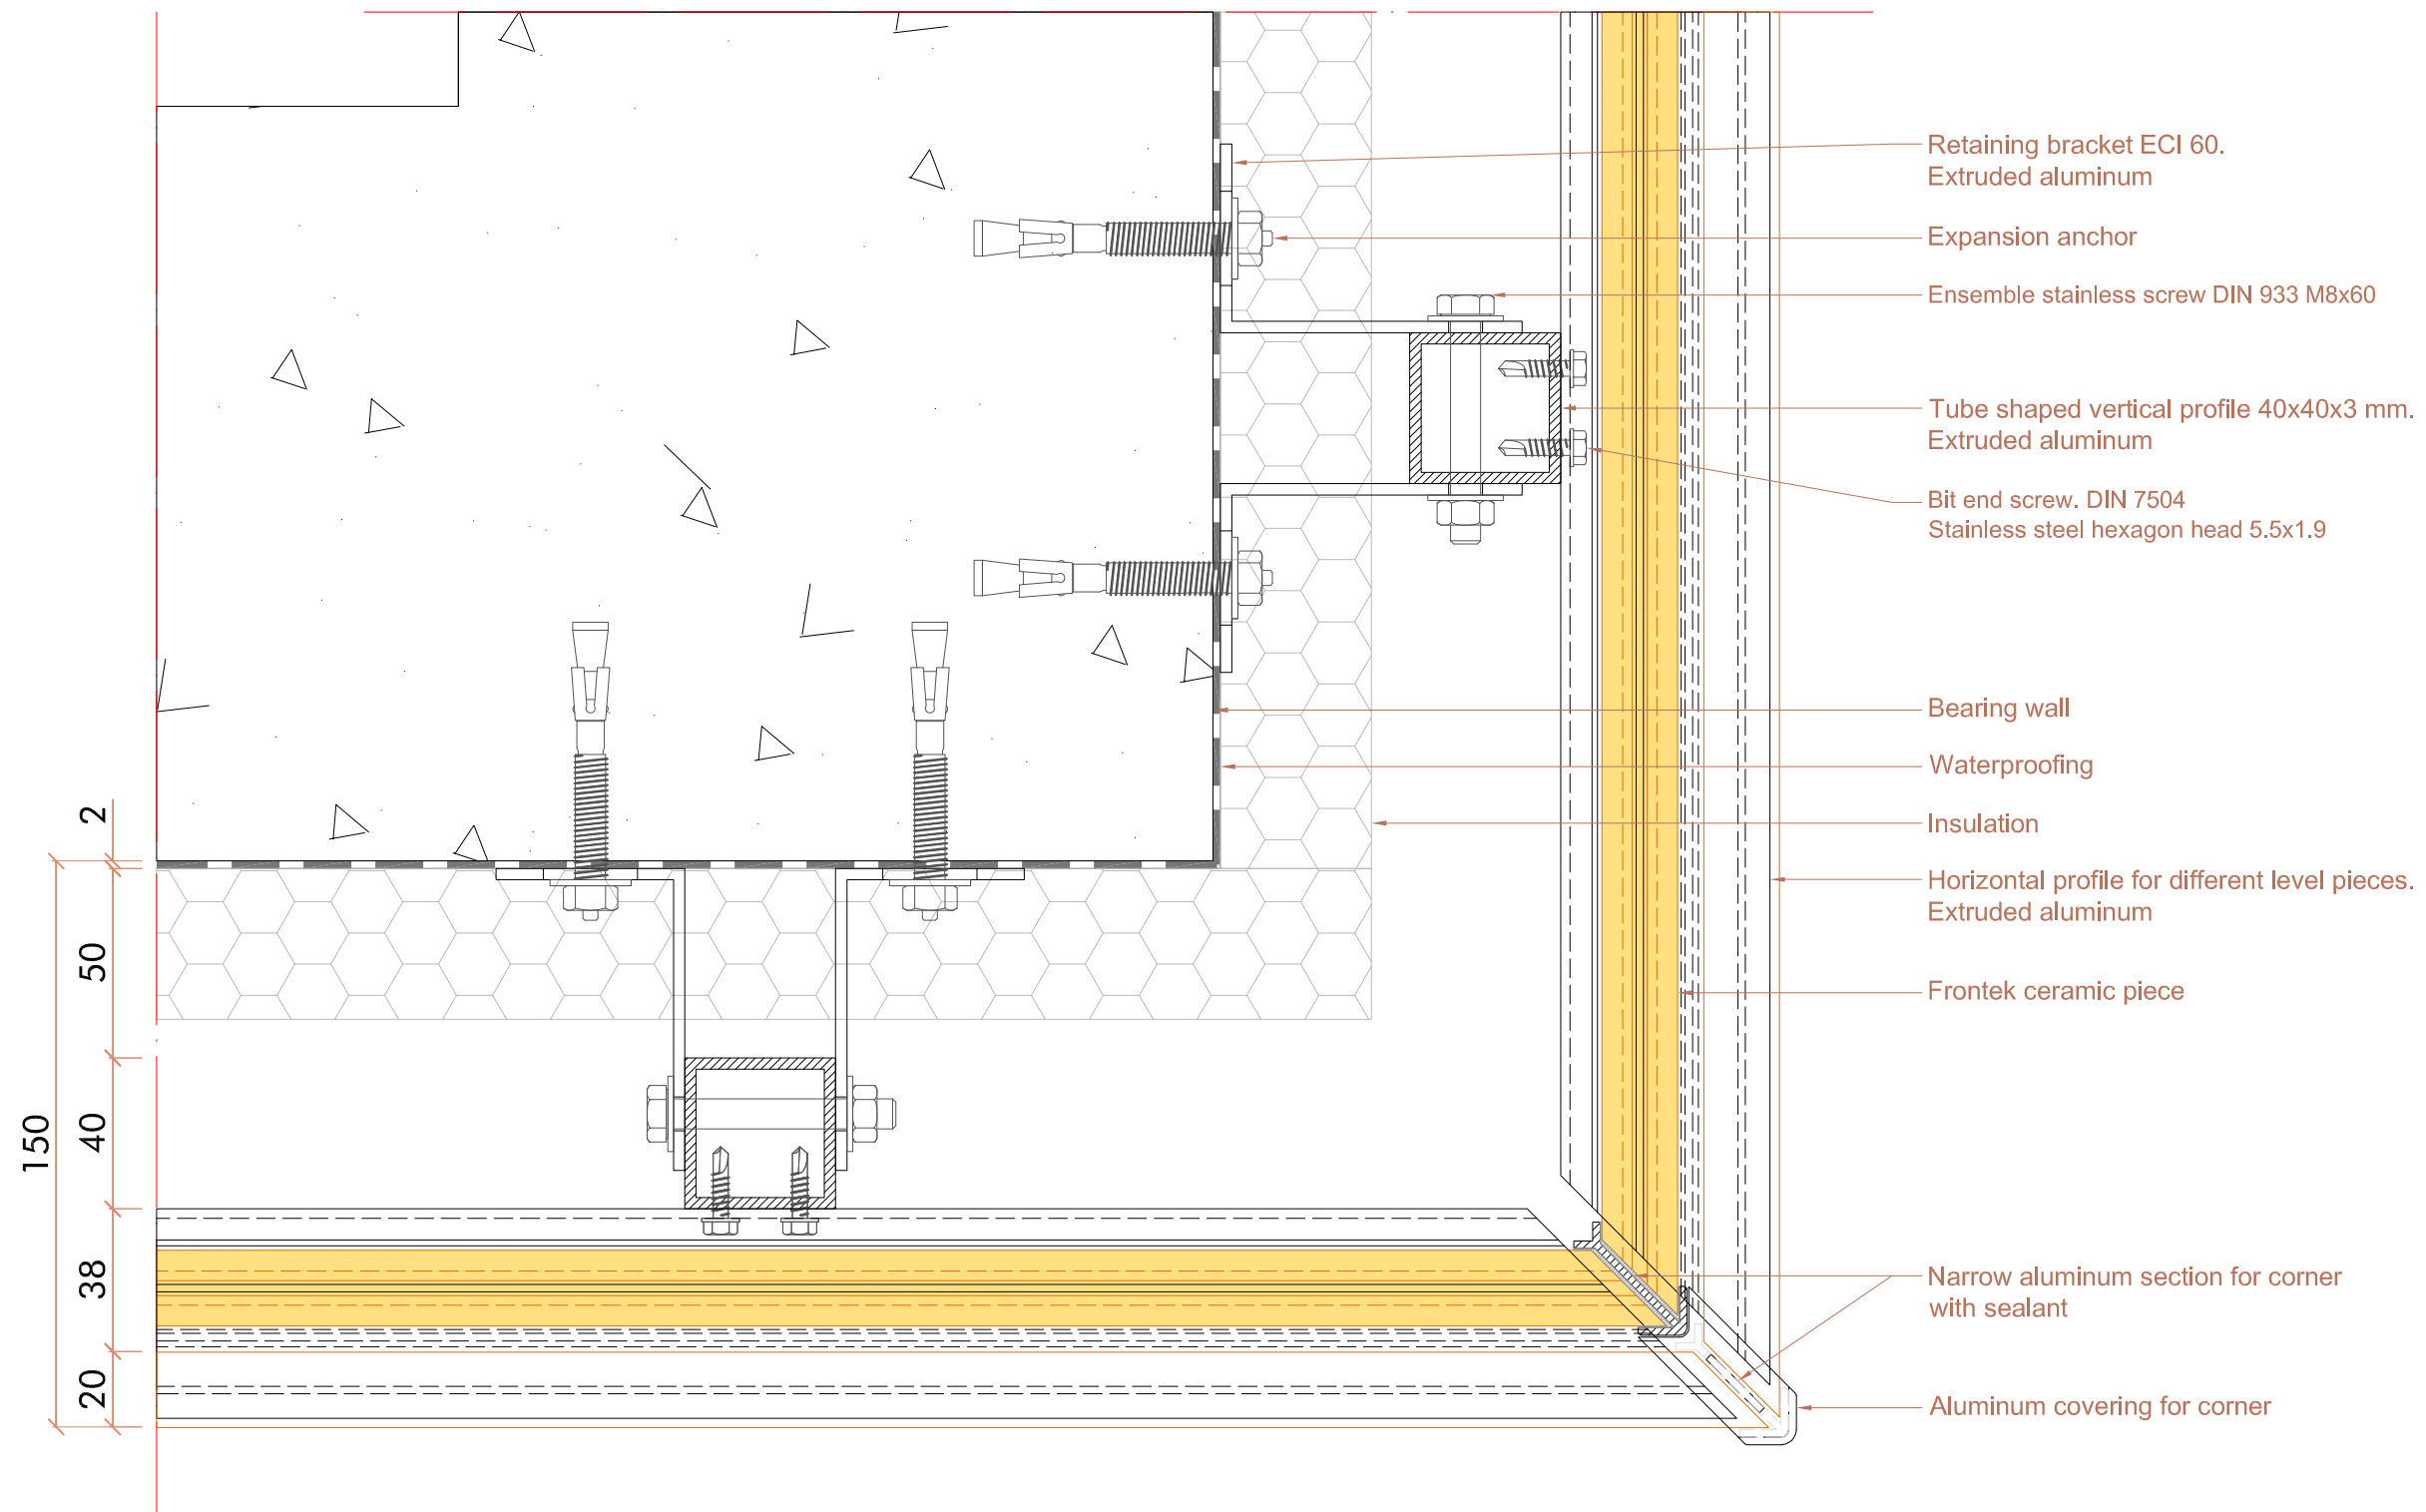 Retaining bracket ECI 60.
Extruded aluminum
Expansion anchor
Ensemble stainless screw DIN 933 M8x60
Tube shaped vertical profile 40x40x3 mm.
Extruded aluminum
Bit end screw. DIN 7504
Stainless steel hexagon head 5.5x1.9
Bearing wall
Waterproofing
Insulation
Horizontal profile for different level pieces.
Extruded aluminum
Frontek ceramic piece
Narrow aluminum section for corner
with sealant
Aluminum covering for corner
2
50
40
150
38
20